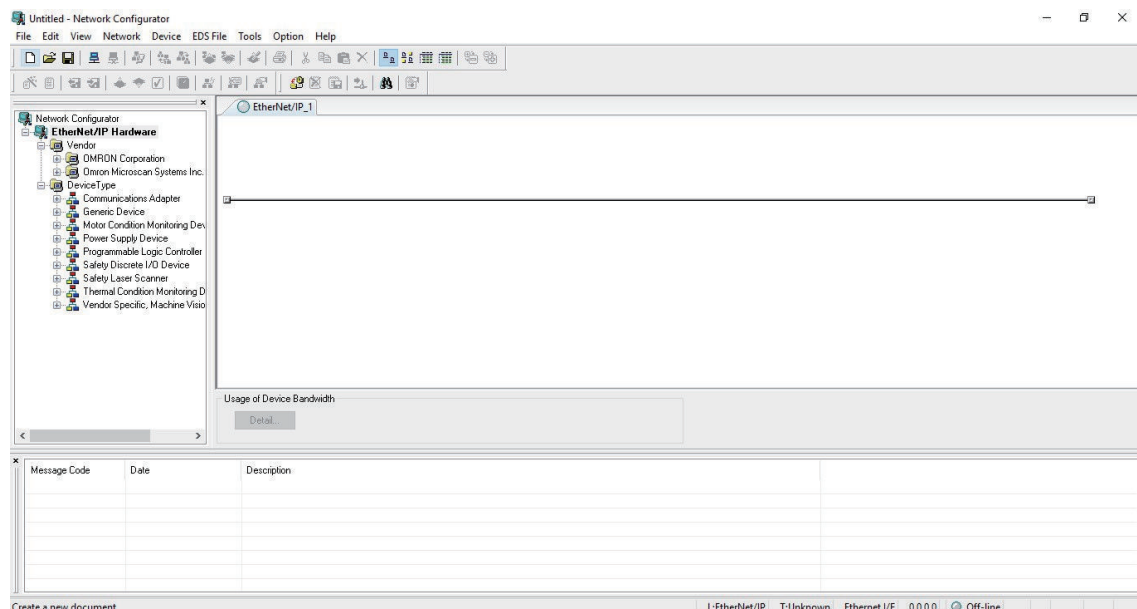 Untitled - Network Configurator
File Edit View Network Device EDS File Tools Option Help
EtherNet/IP_1
Network Configurator
EtherNet/IP Hardware
Vendor
OMRON Corporation
Omron Microscan Systems Inc.
DeviceType
Communications Adapter
Generic Device
Motor Condition Monitoring Dev
Power Supply Device
Programmable Logic Controller
Safety Discrete I/O Device
Safety Laser Scanner
Thermal Condition Monitoring D
Vendor Specific, Machine Visio
Usage of Device Bandwidth
Detail...
Message Code Date Description
Create a new document L:EtherNet/IP T:Unknown Ethernet I/F 0.0.0.0 Off-line